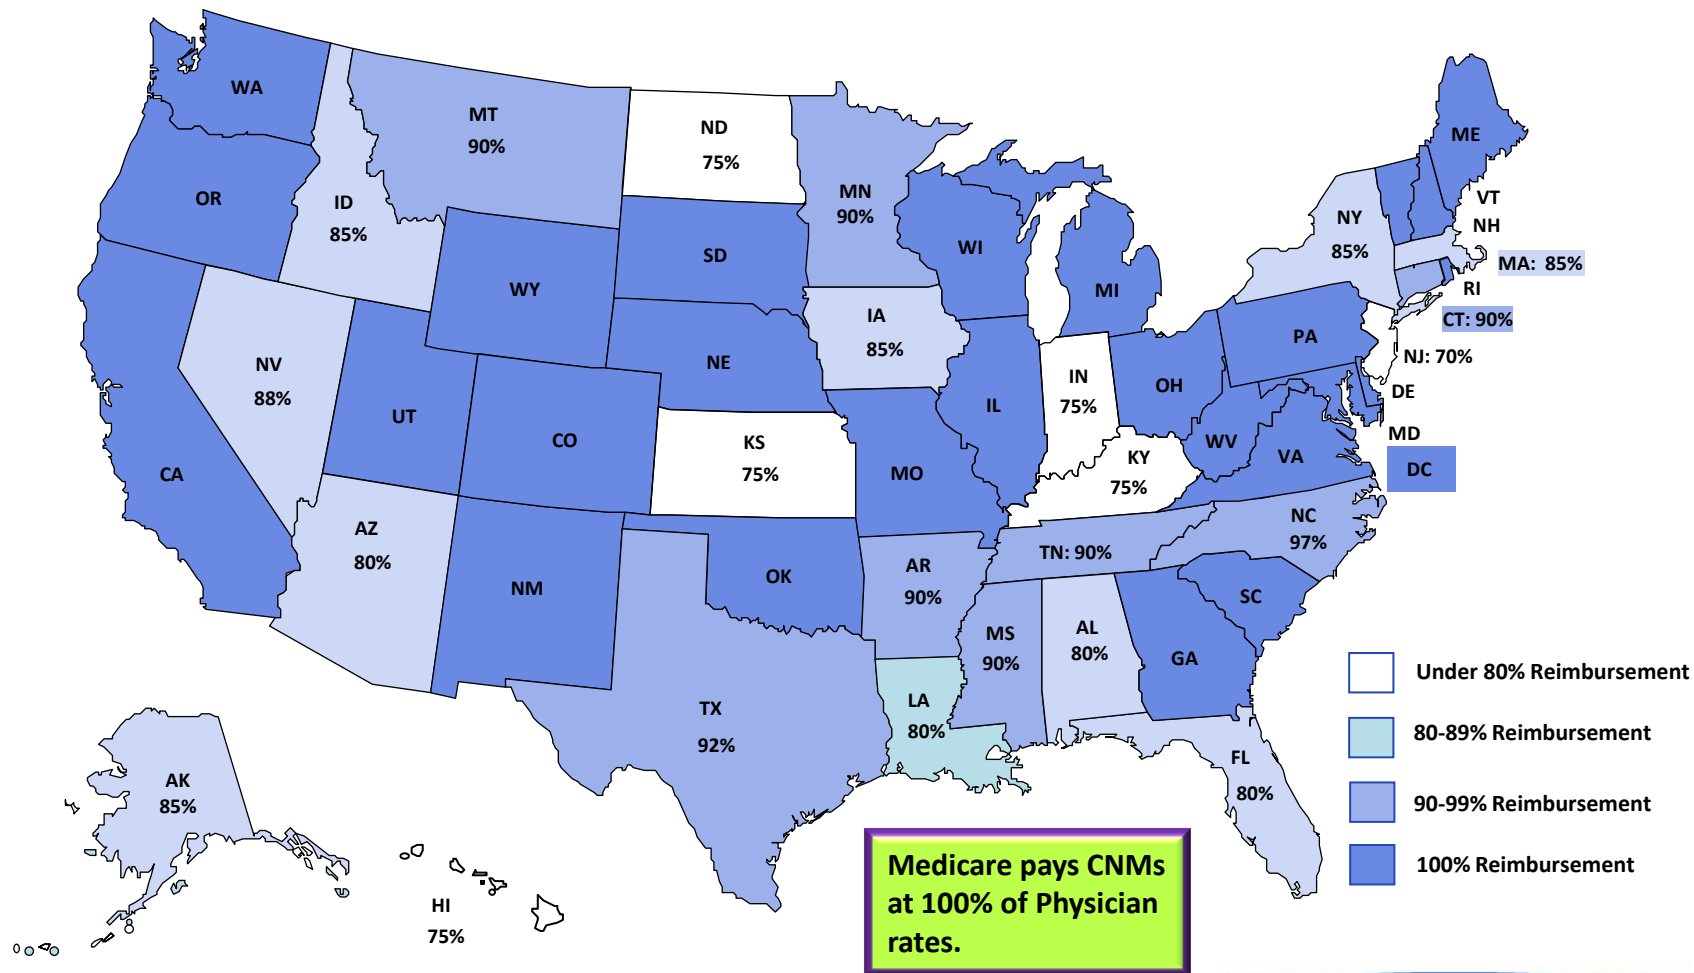 WA
MT
90%
ND
75%
ME
OR
ID
85%
MN
90%
VT
NH
NY
85%
MA: 85%
SD
WI
WY
MI
RI
IA
85%
CT: 90%
NV
88%
NE
PA
NJ: 70%
IN
75%
OH
DE
UT
CO
KS
75%
IL
MD
WV
VA
DC
CA
MO
KY
75%
AZ
80%
NC
97%
TN: 90%
NM
OK
AR
90%
SC
MS
90%
AL
80%
GA
TX
92%
LA
80%
FL
80%
AK
85%
HI
75%
Under 80% Reimbursement
80-89% Reimbursement
90-99% Reimbursement
100% Reimbursement
Medicare pays CNMs
at 100% of Physician
rates.